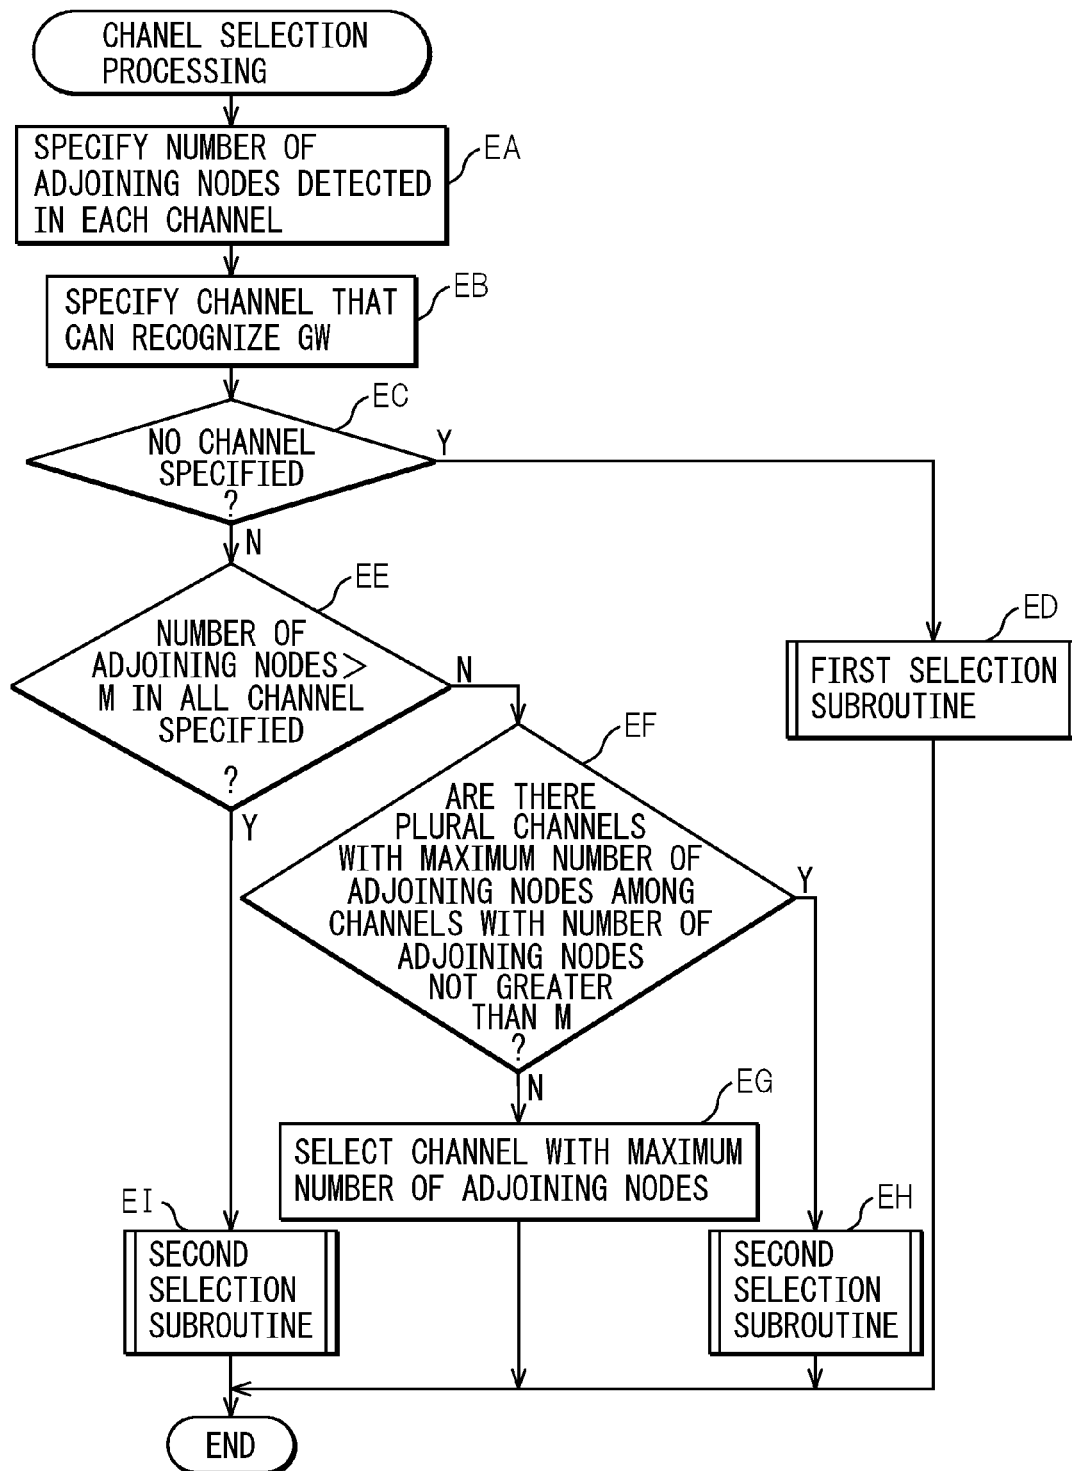 CHANEL SELECTION
PROCESSING
SPECIFY NUMBER OF
ADJOINING NODES DETECTED
IN EACH CHANNEL
EA
SPECIFY CHANNEL THAT
CAN RECOGNIZE GW
EB
EC
NO CHANNEL
SPECIFIED
?
Y
N
EE
NUMBER OF
ADJOINING NODES>
M IN ALL CHANNEL
SPECIFIED
?
N
Y
ED
FIRST SELECTION
SUBROUTINE
EF
ARE THERE
PLURAL CHANNELS
WITH MAXIMUM NUMBER OF
ADJOINING NODES AMONG
CHANNELS WITH NUMBER OF
ADJOINING NODES
NOT GREATER
THAN M
?
Y
N
EG
SELECT CHANNEL WITH MAXIMUM
NUMBER OF ADJOINING NODES
EI
SECOND
SELECTION
SUBROUTINE
EH
SECOND
SELECTION
SUBROUTINE
END